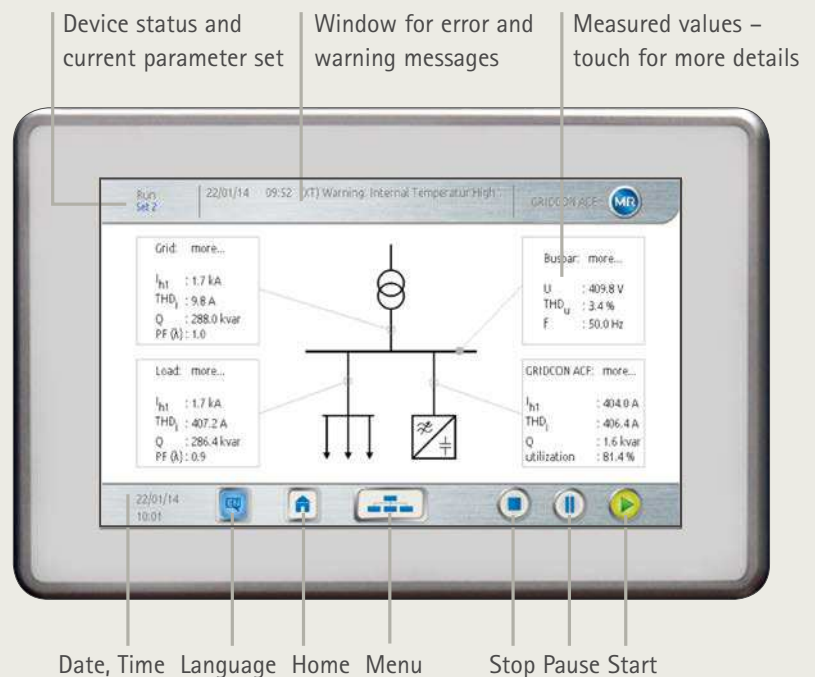 Device status and
current parameter set
Window for error and
warning messages
Measured values –
touch for more details
Run
Set 2
22/01/14 09:52 (XT) Warning: Internal Temperatur High
GRIDCON ACF
MR
Grid: more...
Ih1 : 1.7 kA
THDi : 9.8 A
Q : 288.0 kvar
PF (λ) : 1.0
Busbar: more...
U : 409.8 V
THDu : 3.4 %
f : 50.0 Hz
Load: more...
Ih1 : 1.7 kA
THDi : 407.2 A
Q : 286.4 kvar
PF (λ) : 0.9
GRIDCON ACF: more...
Ih1 : 404.0 A
THDi : 406.4 A
Q : 1.6 kvar
utilization : 81.4 %
22/01/14
10:01
EN
Date, Time Language Home Menu Stop Pause Start